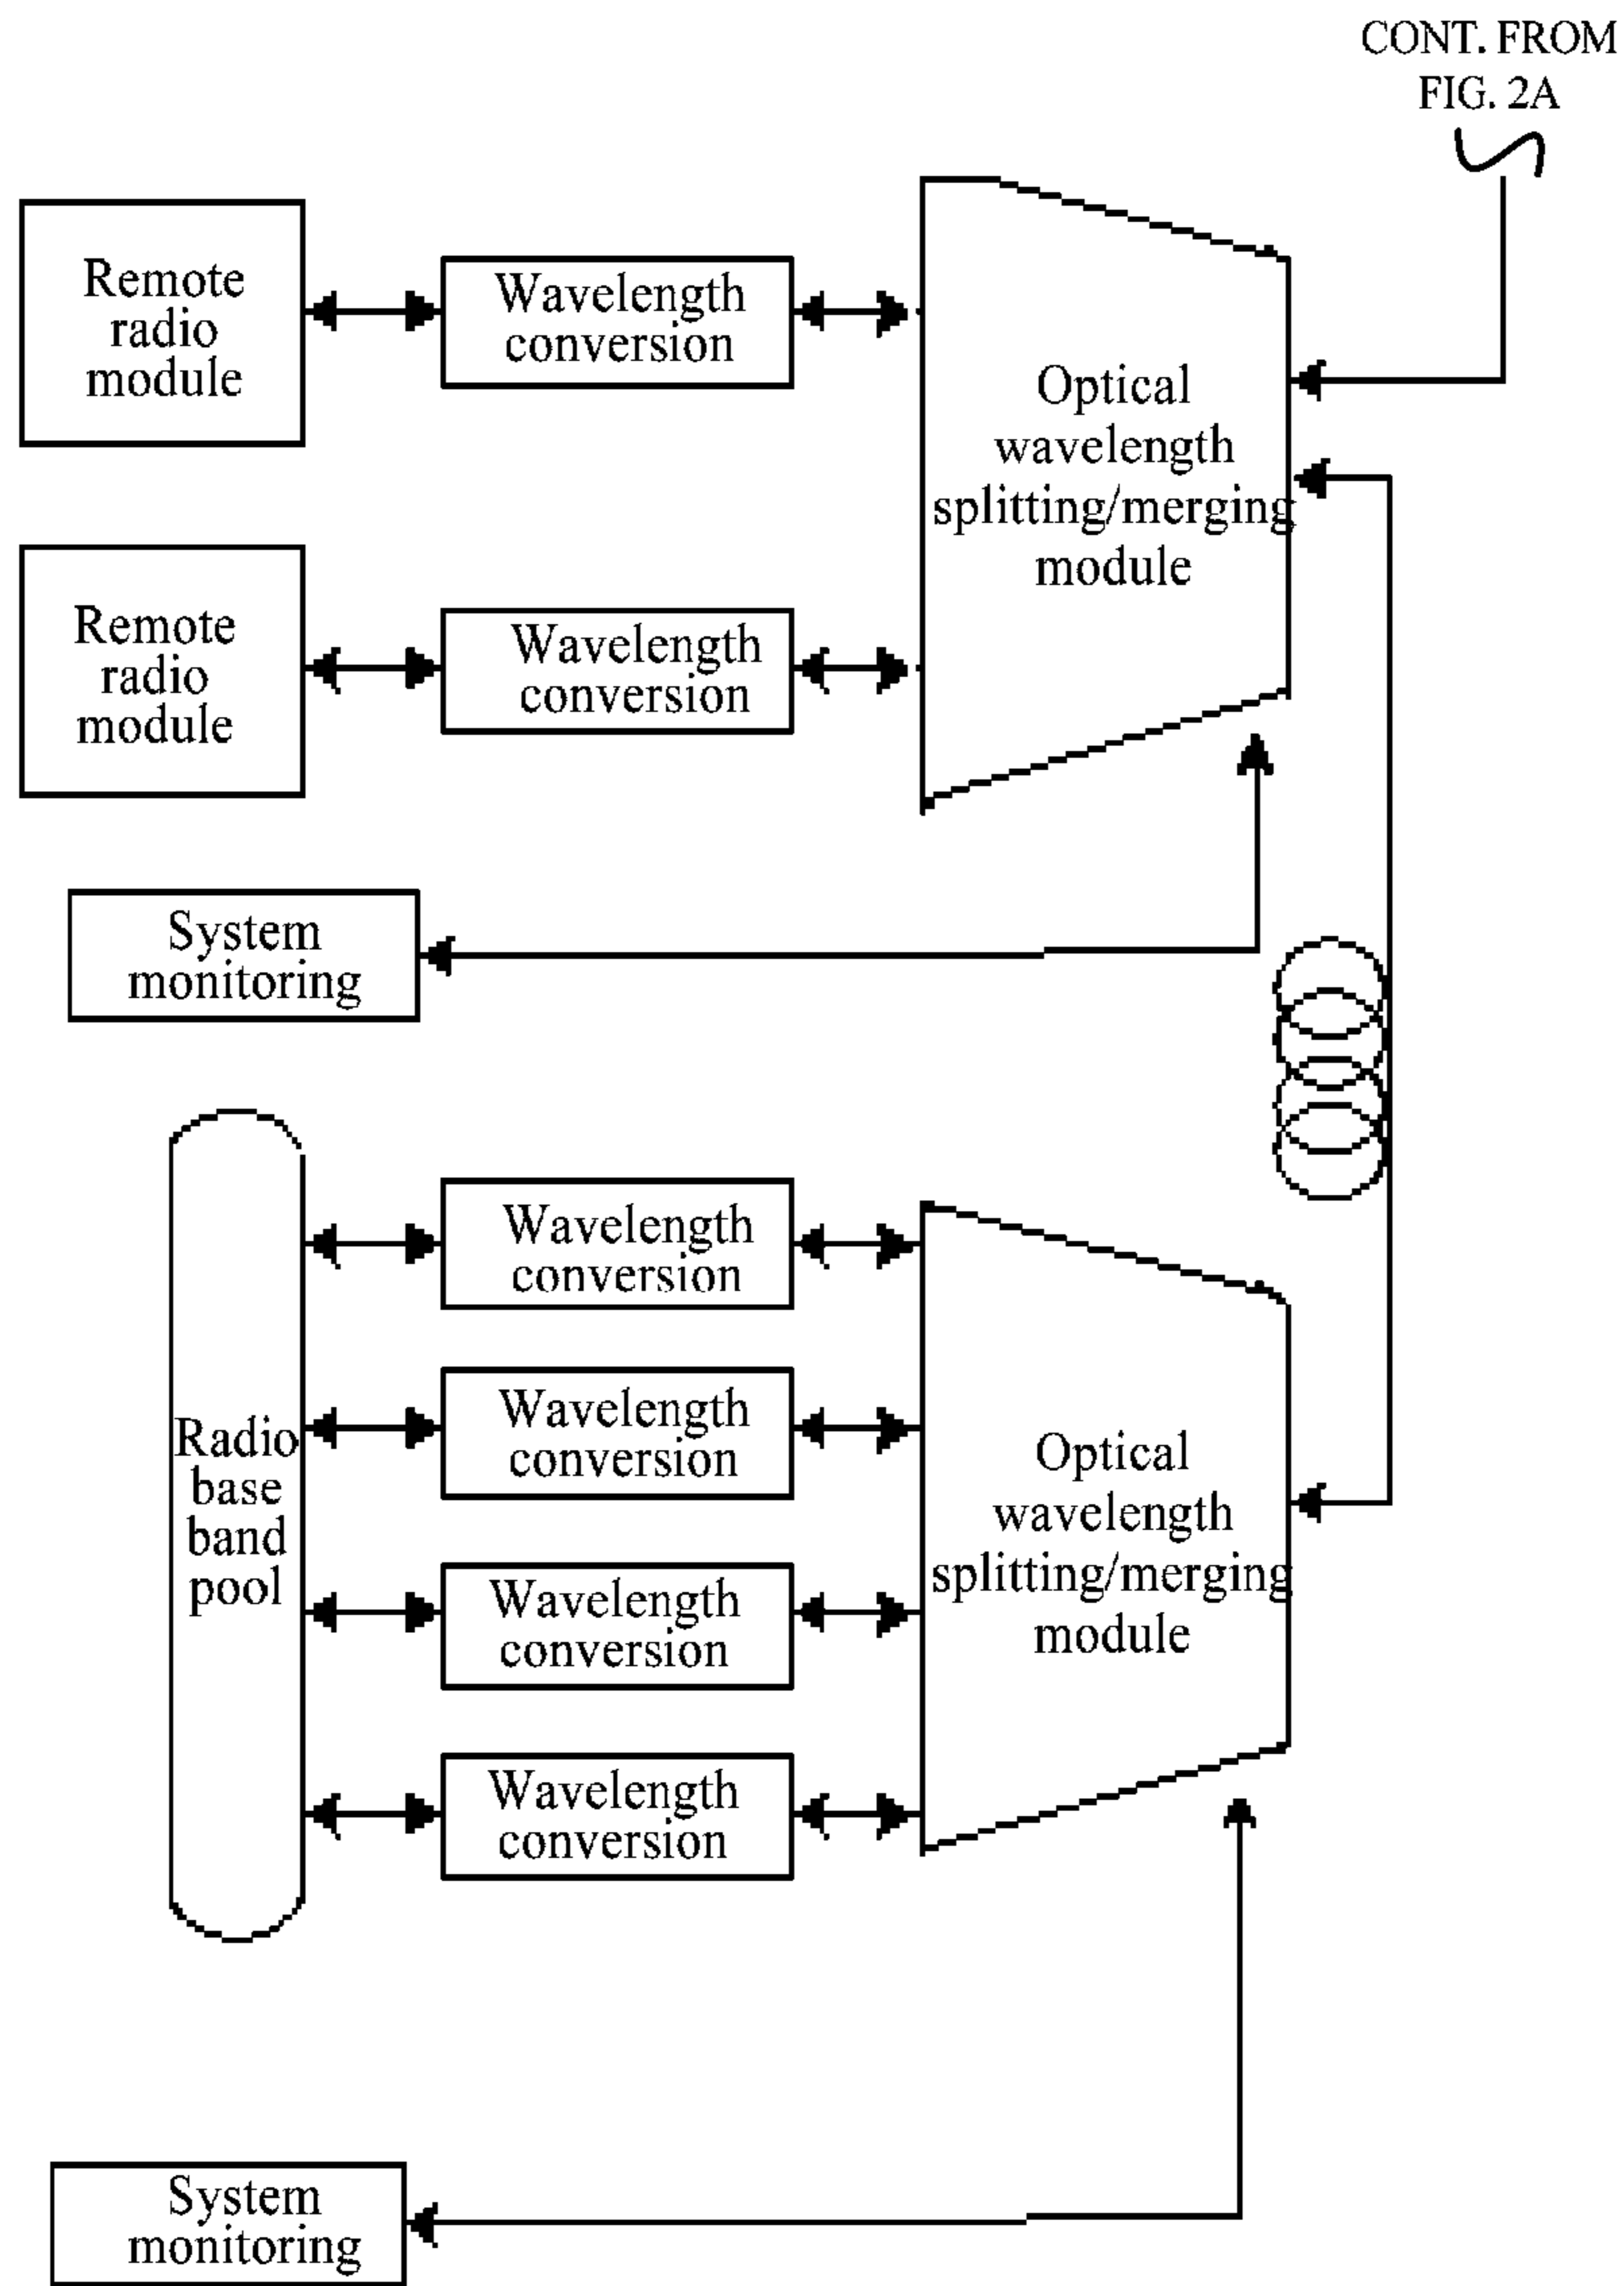 CONT. FROM
FIG. 2A
Remote
radio
module
Wavelength
conversion
Optical
wavelength
splitting/merging
module
Remote
radio
module
Wavelength
conversion
System
monitoring
Wavelength
conversion
Wavelength
conversion
Radio
base
band
pool
Optical
wavelength
splitting/merging
module
Wavelength
conversion
Wavelength
conversion
System
monitoring